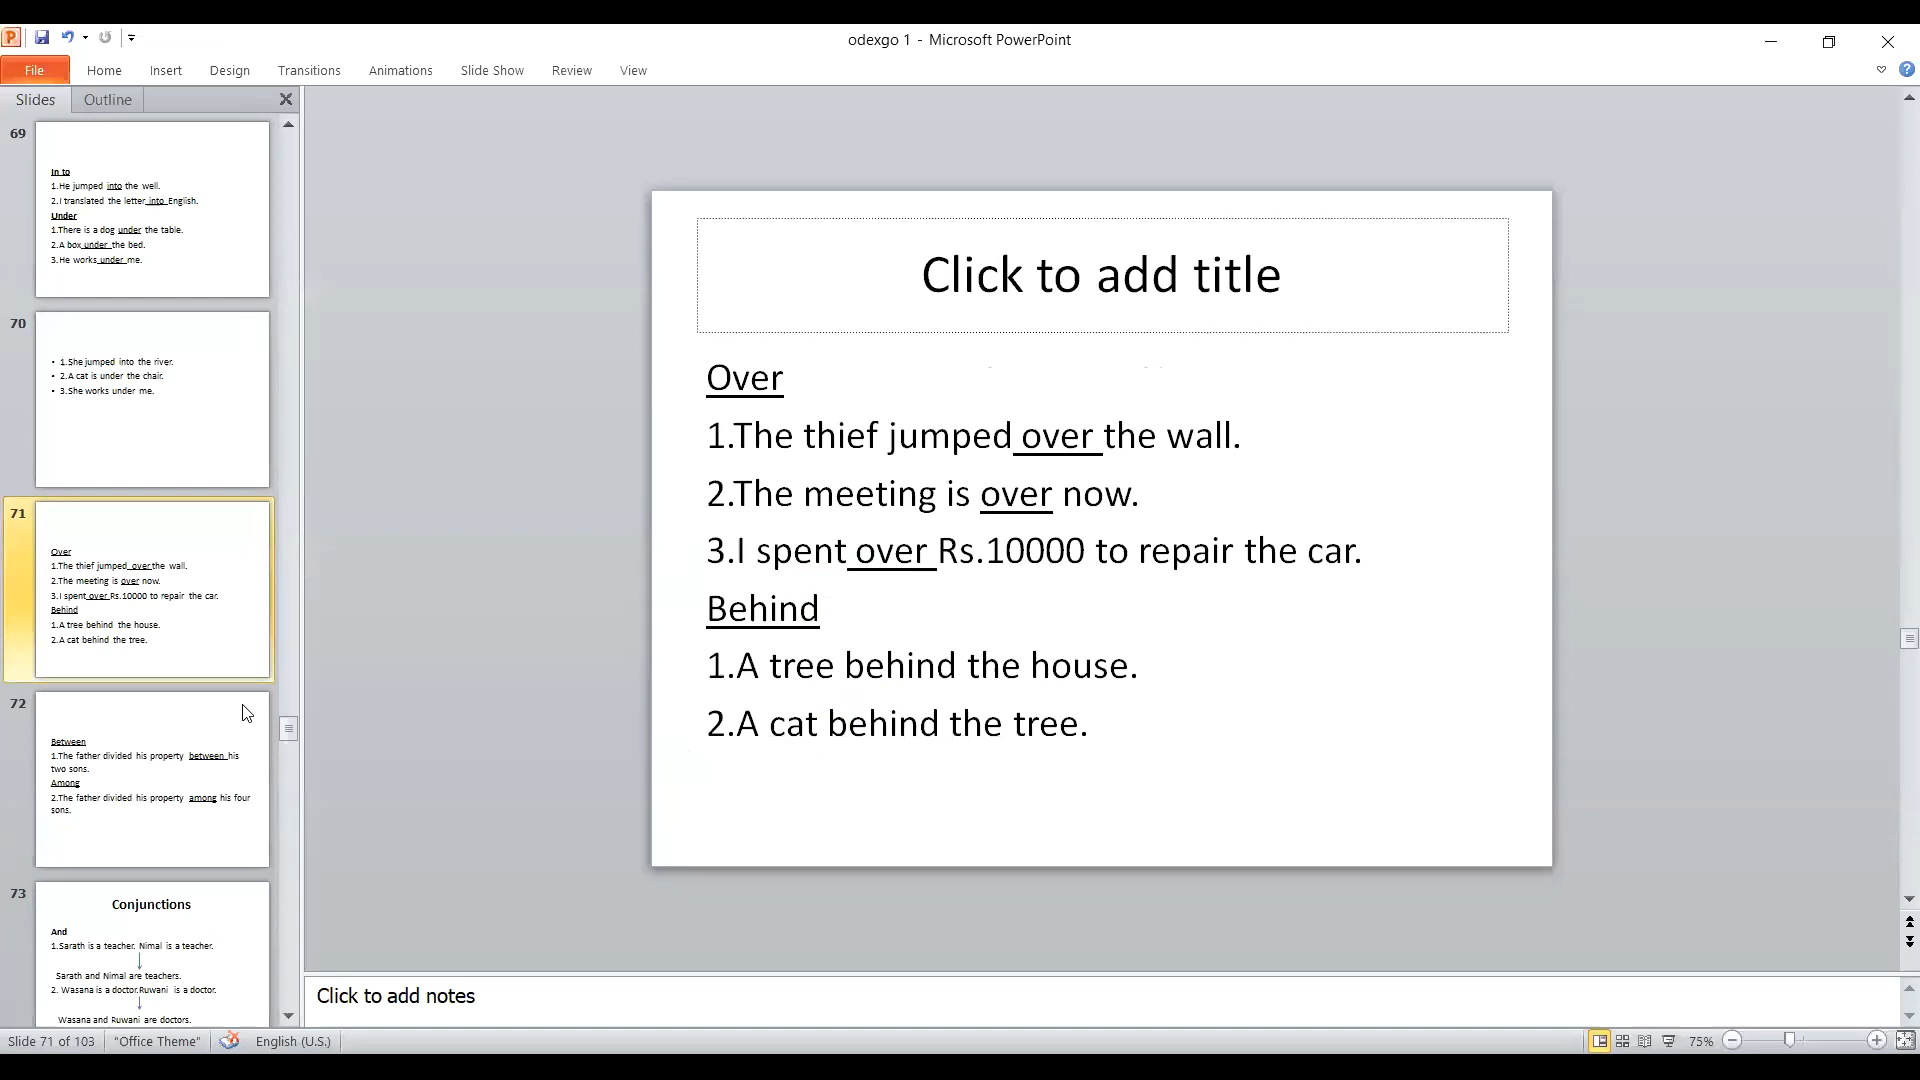 odexgo 1 - Microsoft PowerPoint
File Home Insert Design Transitions Animations Slide Show Review View
Slides Outline
69
In to
1.He jumped into the well.
2.I translated the letter into English.
Under
1.There is a dog under the table.
2.A box under the bed.
3.He works under me.
70
• 1.She jumped into the river.
• 2.A cat is under the chair.
• 3.She works under me.
71
Over
1.The thief jumped over the wall.
2.The meeting is over now.
3.I spent over Rs.10000 to repair the car.
Behind
1.A tree behind the house.
2.A cat behind the tree.
72
Between
1.The father divided his property between his
two sons.
Among
2.The father divided his property among his four
sons.
73
Conjunctions
And
1.Sarath is a teacher. Nimal is a teacher.
Sarath and Nimal are teachers.
2. Wasana is a doctor.Ruwani is a doctor.
Wasana and Ruwani are doctors.
Click to add title
Over
1.The thief jumped over the wall.
2.The meeting is over now.
3.I spent over Rs.10000 to repair the car.
Behind
1.A tree behind the house.
2.A cat behind the tree.
Click to add notes
Slide 71 of 103 "Office Theme" English (U.S.) 75%